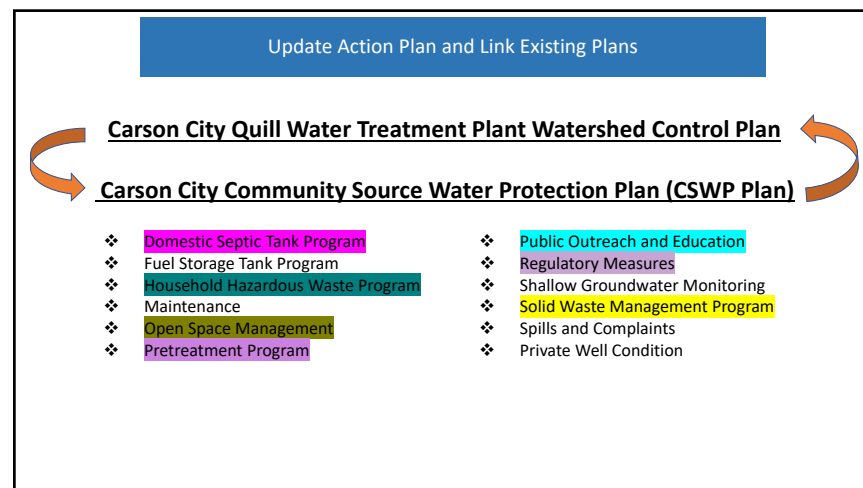 Update Action Plan and Link Existing Plans
Carson City Quill Water Treatment Plant Watershed Control Plan
Carson City Community Source Water Protection Plan (CSWP Plan)
❖ Domestic Septic Tank Program
❖ Fuel Storage Tank Program
❖ Household Hazardous Waste Program
❖ Maintenance
❖ Open Space Management
❖ Pretreatment Program
❖ Public Outreach and Education
❖ Regulatory Measures
❖ Shallow Groundwater Monitoring
❖ Solid Waste Management Program
❖ Spills and Complaints
❖ Private Well Condition